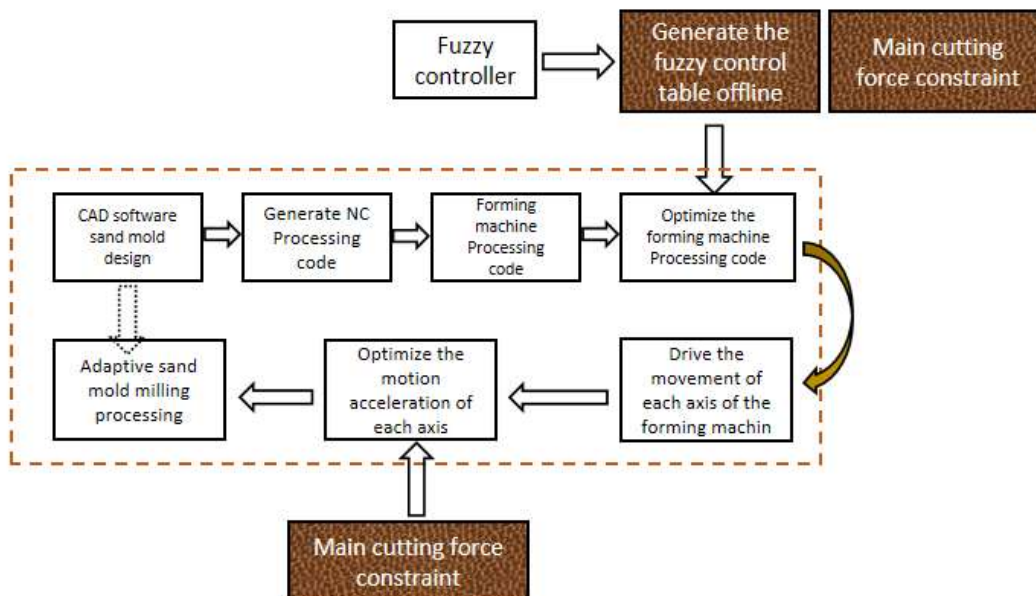 Fuzzy
controller
Generate the
fuzzy control
table offline
Main cutting
force constraint
CAD software
sand mold
design
Generate NC
Processing
code
Forming
machine
Processing
code
Optimize the
forming machine
Processing code
Adaptive sand
mold milling
processing
Optimize the
motion
acceleration of
each axis
Drive the
movement of
each axis of the
forming machin
Main cutting force
constraint